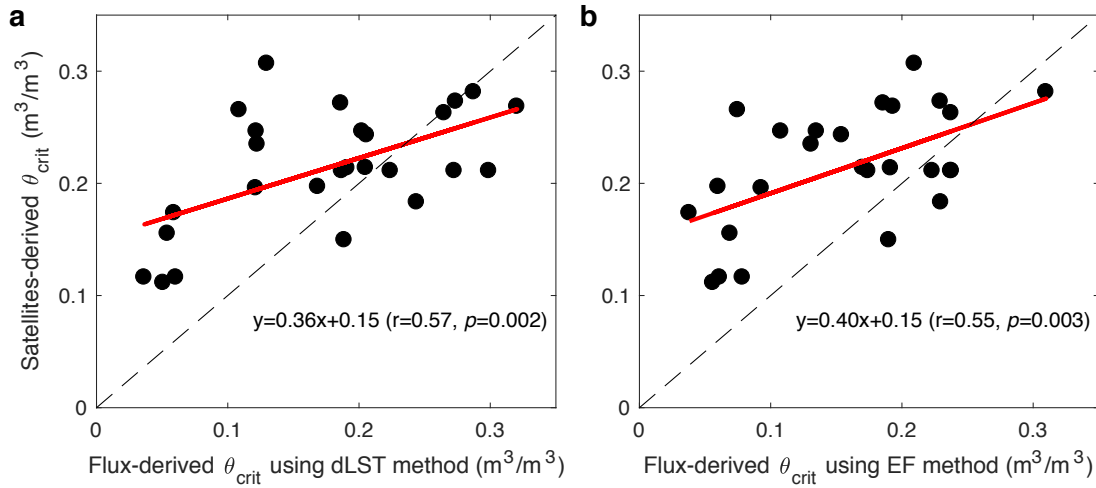 a
b
Satellites-derived θcrit (m3/m3)
0.3
0.2
0.1
0
0
0.1
0.2
0.3
y=0.36x+0.15 (r=0.57, p=0.002)
Flux-derived θcrit using dLST method (m3/m3)
0.3
0.2
0.1
0
0
0.1
0.2
0.3
y=0.40x+0.15 (r=0.55, p=0.003)
Flux-derived θcrit using EF method (m3/m3)